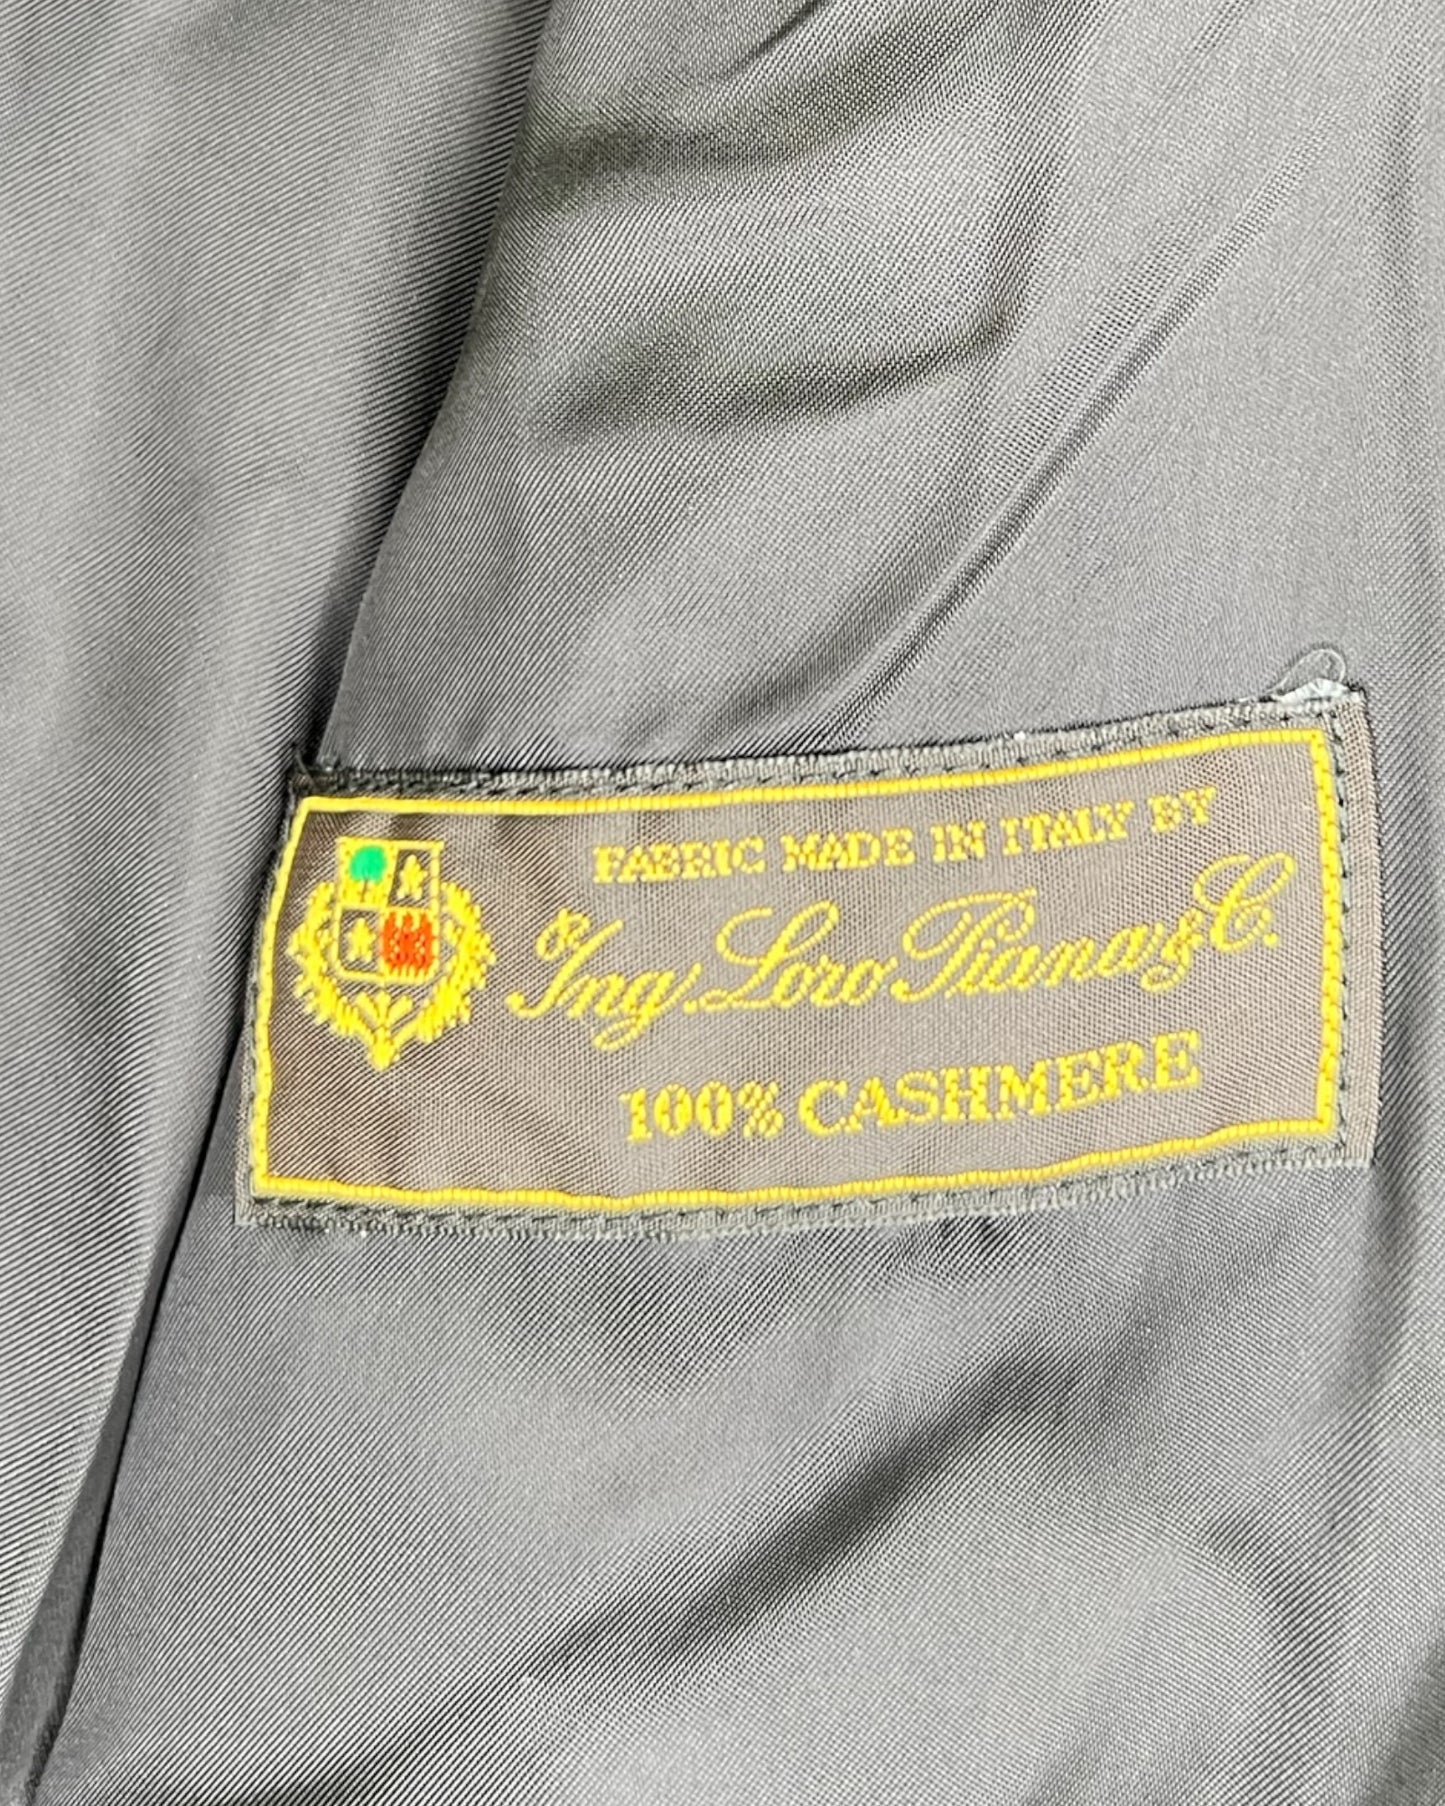 FABRIC MADE IN ITALY BY
Ing. Loro Piana & C.
100% CASHMERE